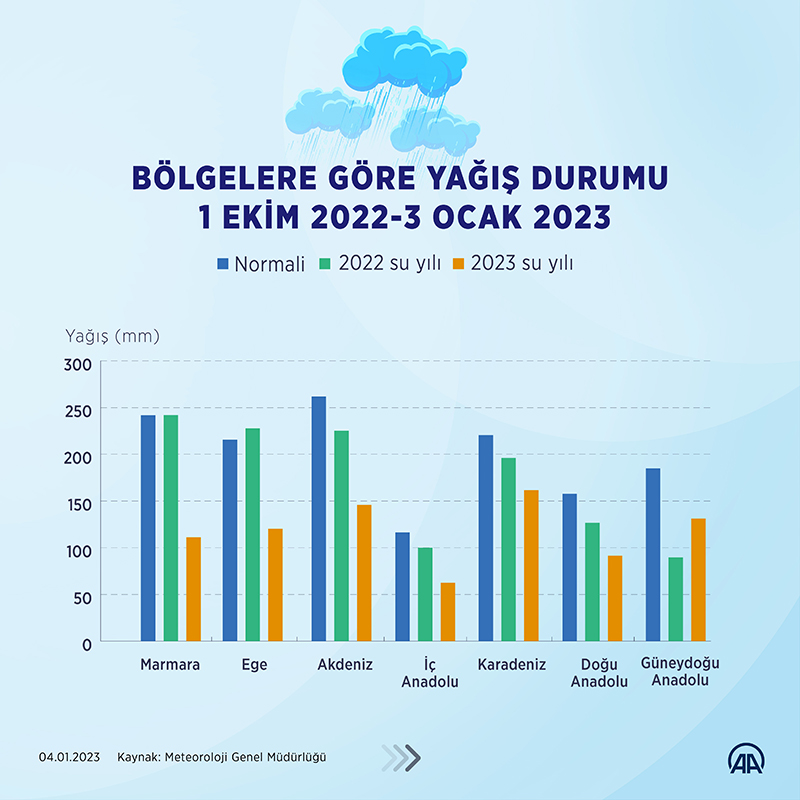 BÖLGELERE GÖRE YAĞIŞ DURUMU
1 EKİM 2022-3 OCAK 2023
Normali 2022 su yılı 2023 su yılı
Yağış (mm)
300
250
200
150
100
50
0
Marmara Ege Akdeniz İç Anadolu Karadeniz Doğu Anadolu Güneydoğu Anadolu
04.01.2023 Kaynak: Meteoroloji Genel Müdürlüğü
AA